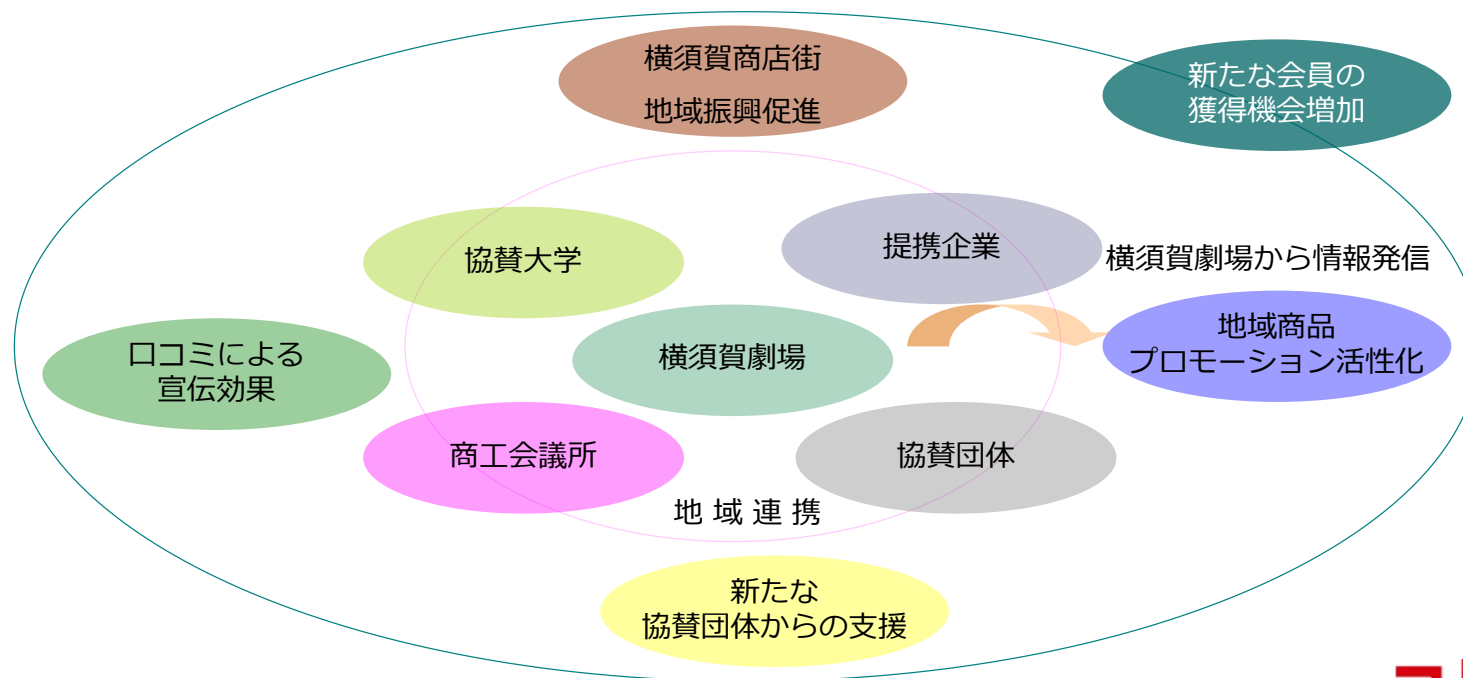 横須賀商店街
地域振興促進
新たな会員の
獲得機会増加
協賛大学
提携企業
横須賀劇場から情報発信
口コミによる
宣伝効果
横須賀劇場
地域商品
プロモーション活性化
商工会議所
協賛団体
地 域 連 携
新たな
協賛団体からの支援